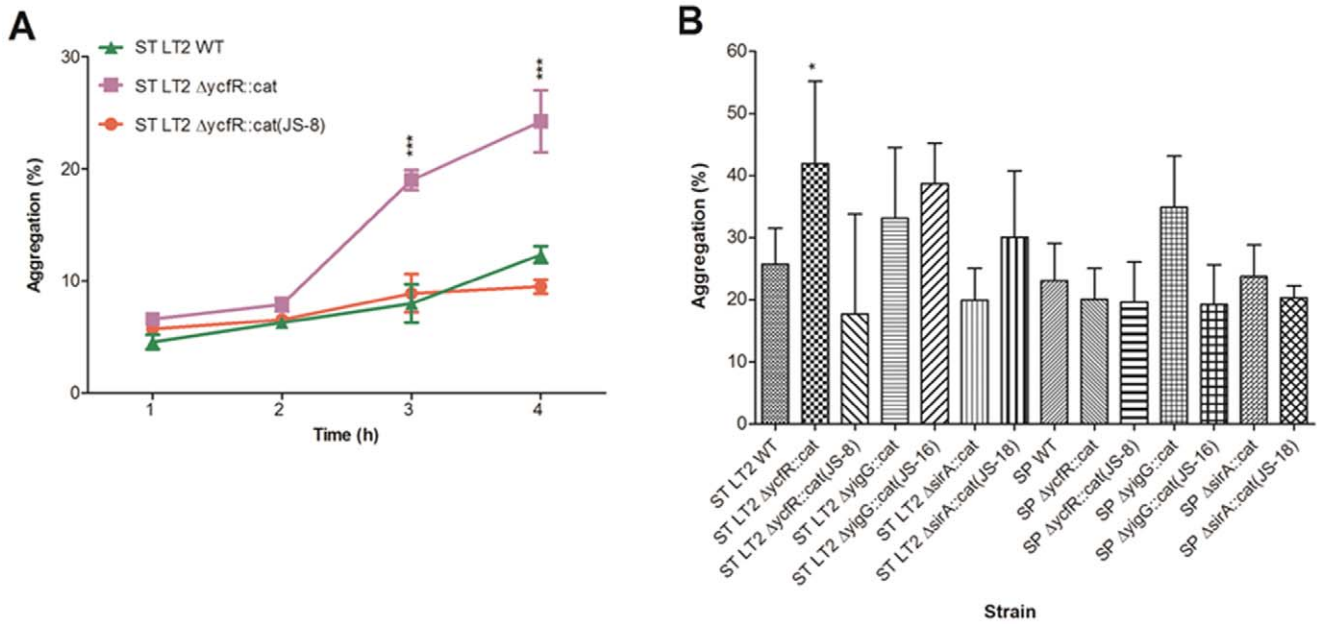 A
ST LT2 WT
ST LT2 ΔycfR::cat
ST LT2 ΔycfR::cat(JS-8)
Aggregation (%)
30
20
10
0
***
***
1 2 3 4
Time (h)
B
Aggregation (%)
60
50
40
30
20
10
0
*
ST LT2 WT
ST LT2 ΔycfR::cat
ST LT2 ΔycfR::cat(JS-8)
ST LT2 ΔyigG::cat
ST LT2 ΔyigG::cat(JS-16)
ST LT2 ΔsirA::cat
ST LT2 ΔsirA::cat(JS-18)
SP WT
SP ΔycfR::cat
SP ΔycfR::cat(JS-8)
SP ΔyigG::cat
SP ΔyigG::cat(JS-16)
SP ΔsirA::cat
SP ΔsirA::cat(JS-18)
Strain